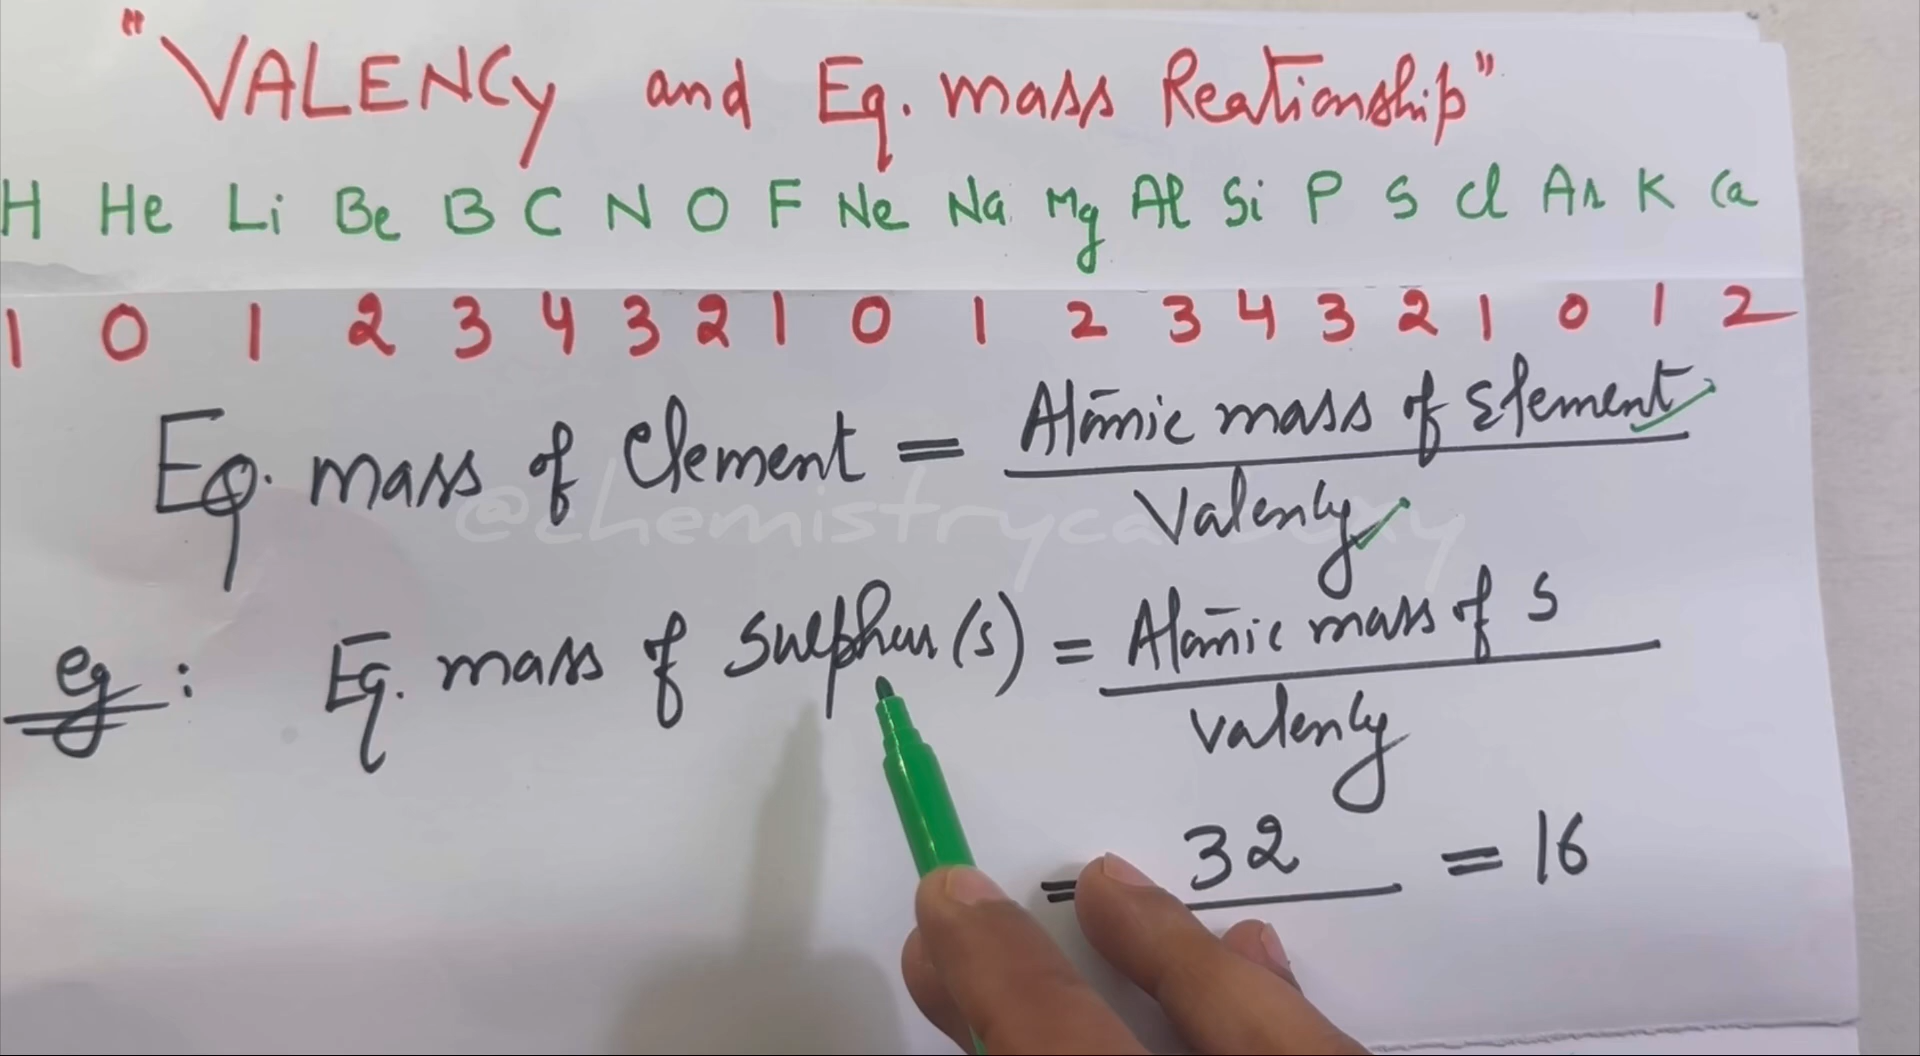 "VALENCY and Eq. mass Reationship"
H He Li Be B C N O F Ne Na Mg Al Si P S Cl Ar K Ca
1 0 1 2 3 4 3 2 1 0 1 2 3 4 3 2 1 0 1 2
Eq. mass of Element = Atomic mass of Element
Valency
eg: Eq. mass of Sulphur (s) = Atomic mass of S
Valency
= 32 = 16